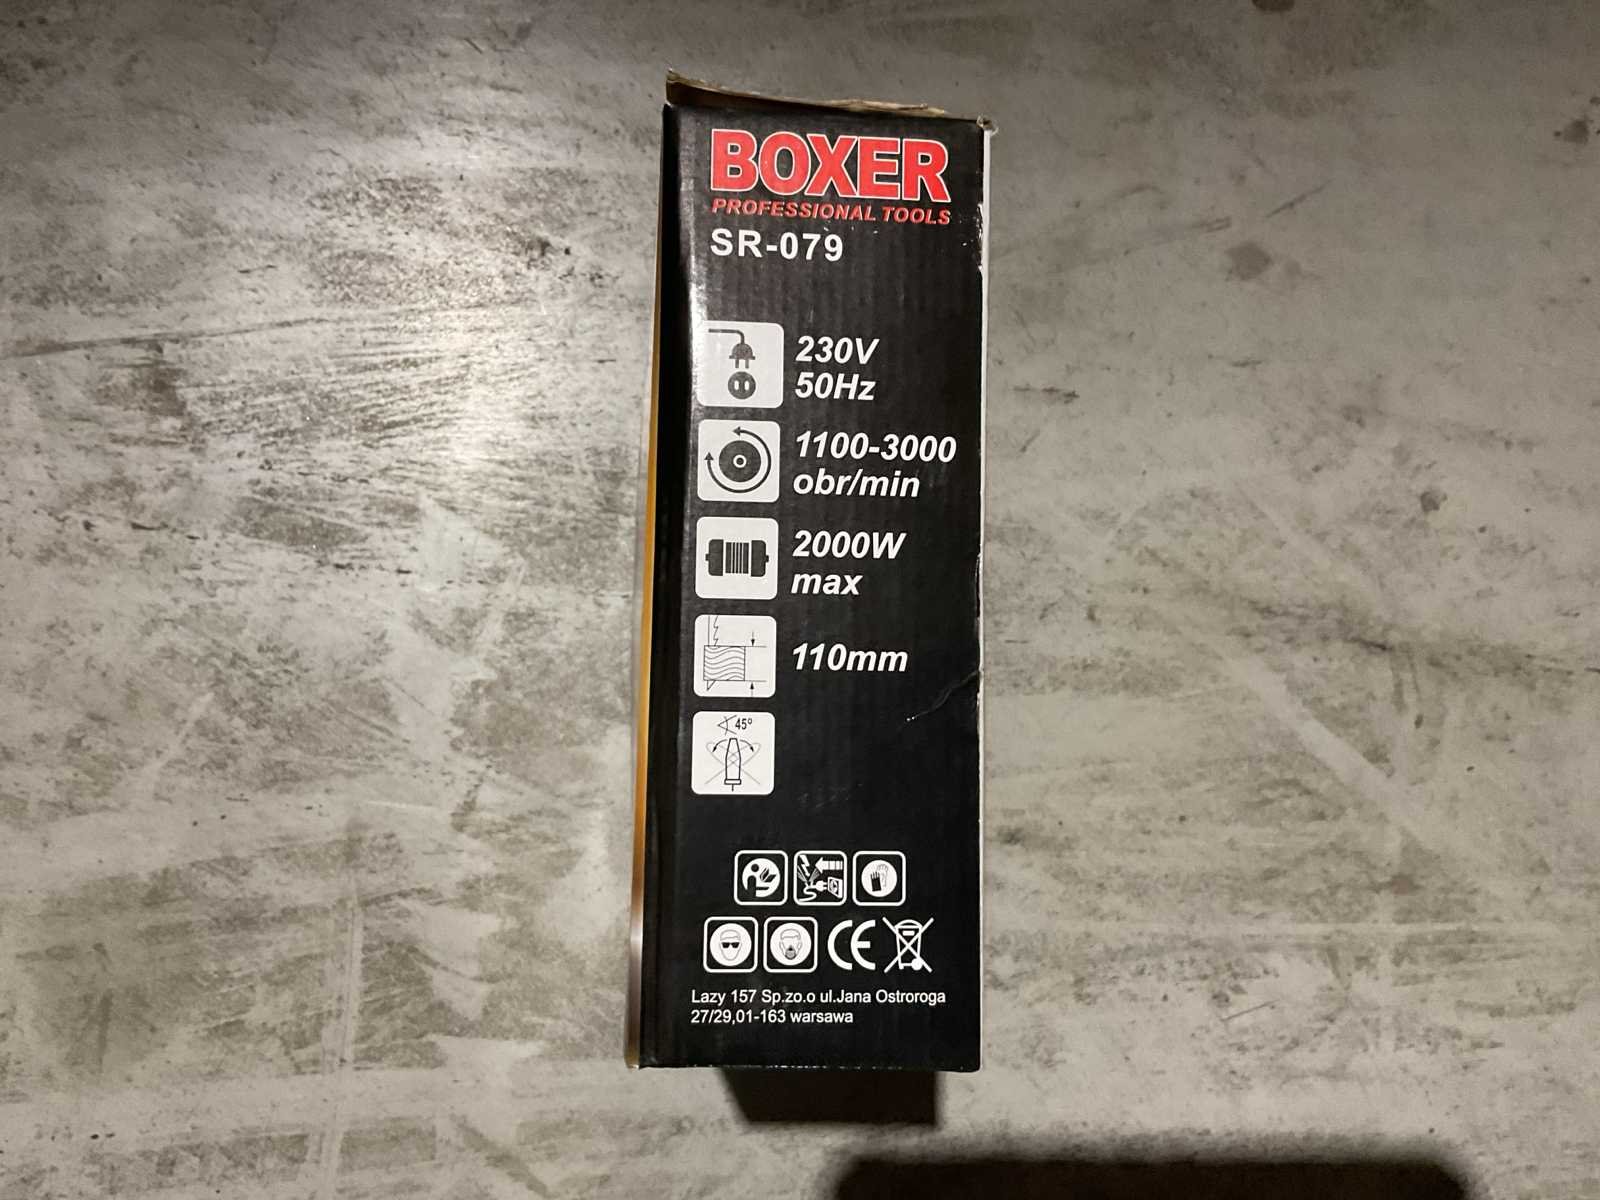 BOXER
PROFESSIONAL TOOLS
SR-079
230V
50Hz
1100-3000
obr/min
2000W
max
110mm
45°
CE
Lazy 157 Sp.zo.o ul.Jana Ostroroga
27/29,01-163 warsawa